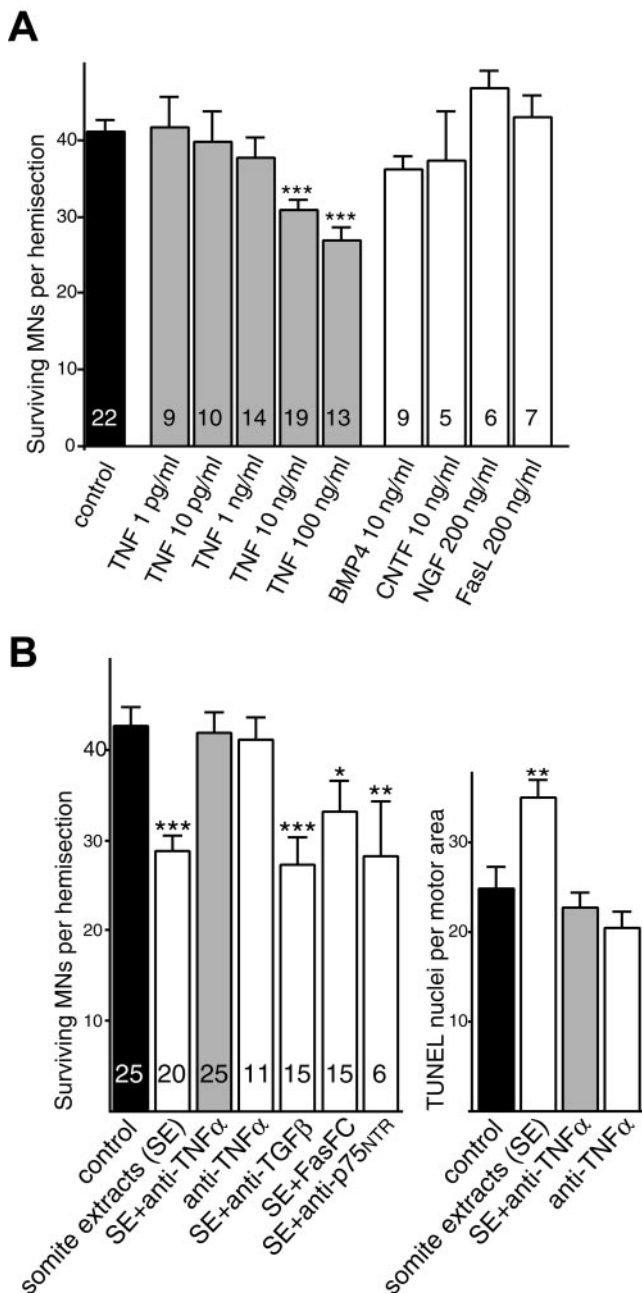 A
Surviving MNs per hemisection
40
30
20
10
0
***
***
22
9
10
14
19
13
9
5
6
7
control
TNF 1 pg/ml
TNF 10 pg/ml
TNF 1 ng/ml
TNF 10 ng/ml
TNF 100 ng/ml
BMP4 10 ng/ml
CNTF 10 ng/ml
NGF 200 ng/ml
FasL 200 ng/ml
B
Surviving MNs per hemisection
40
30
20
10
***
***
*
**
25
20
25
11
15
15
6
control
somite extracts (SE)
SE+anti-TNFα
anti-TNFα
SE+anti-TGFβ
SE+FasFC
SE+anti-p75NTR
TUNEL nuclei per motor area
30
20
10
**
control
somite extracts (SE)
SE+anti-TNFα
anti-TNFα